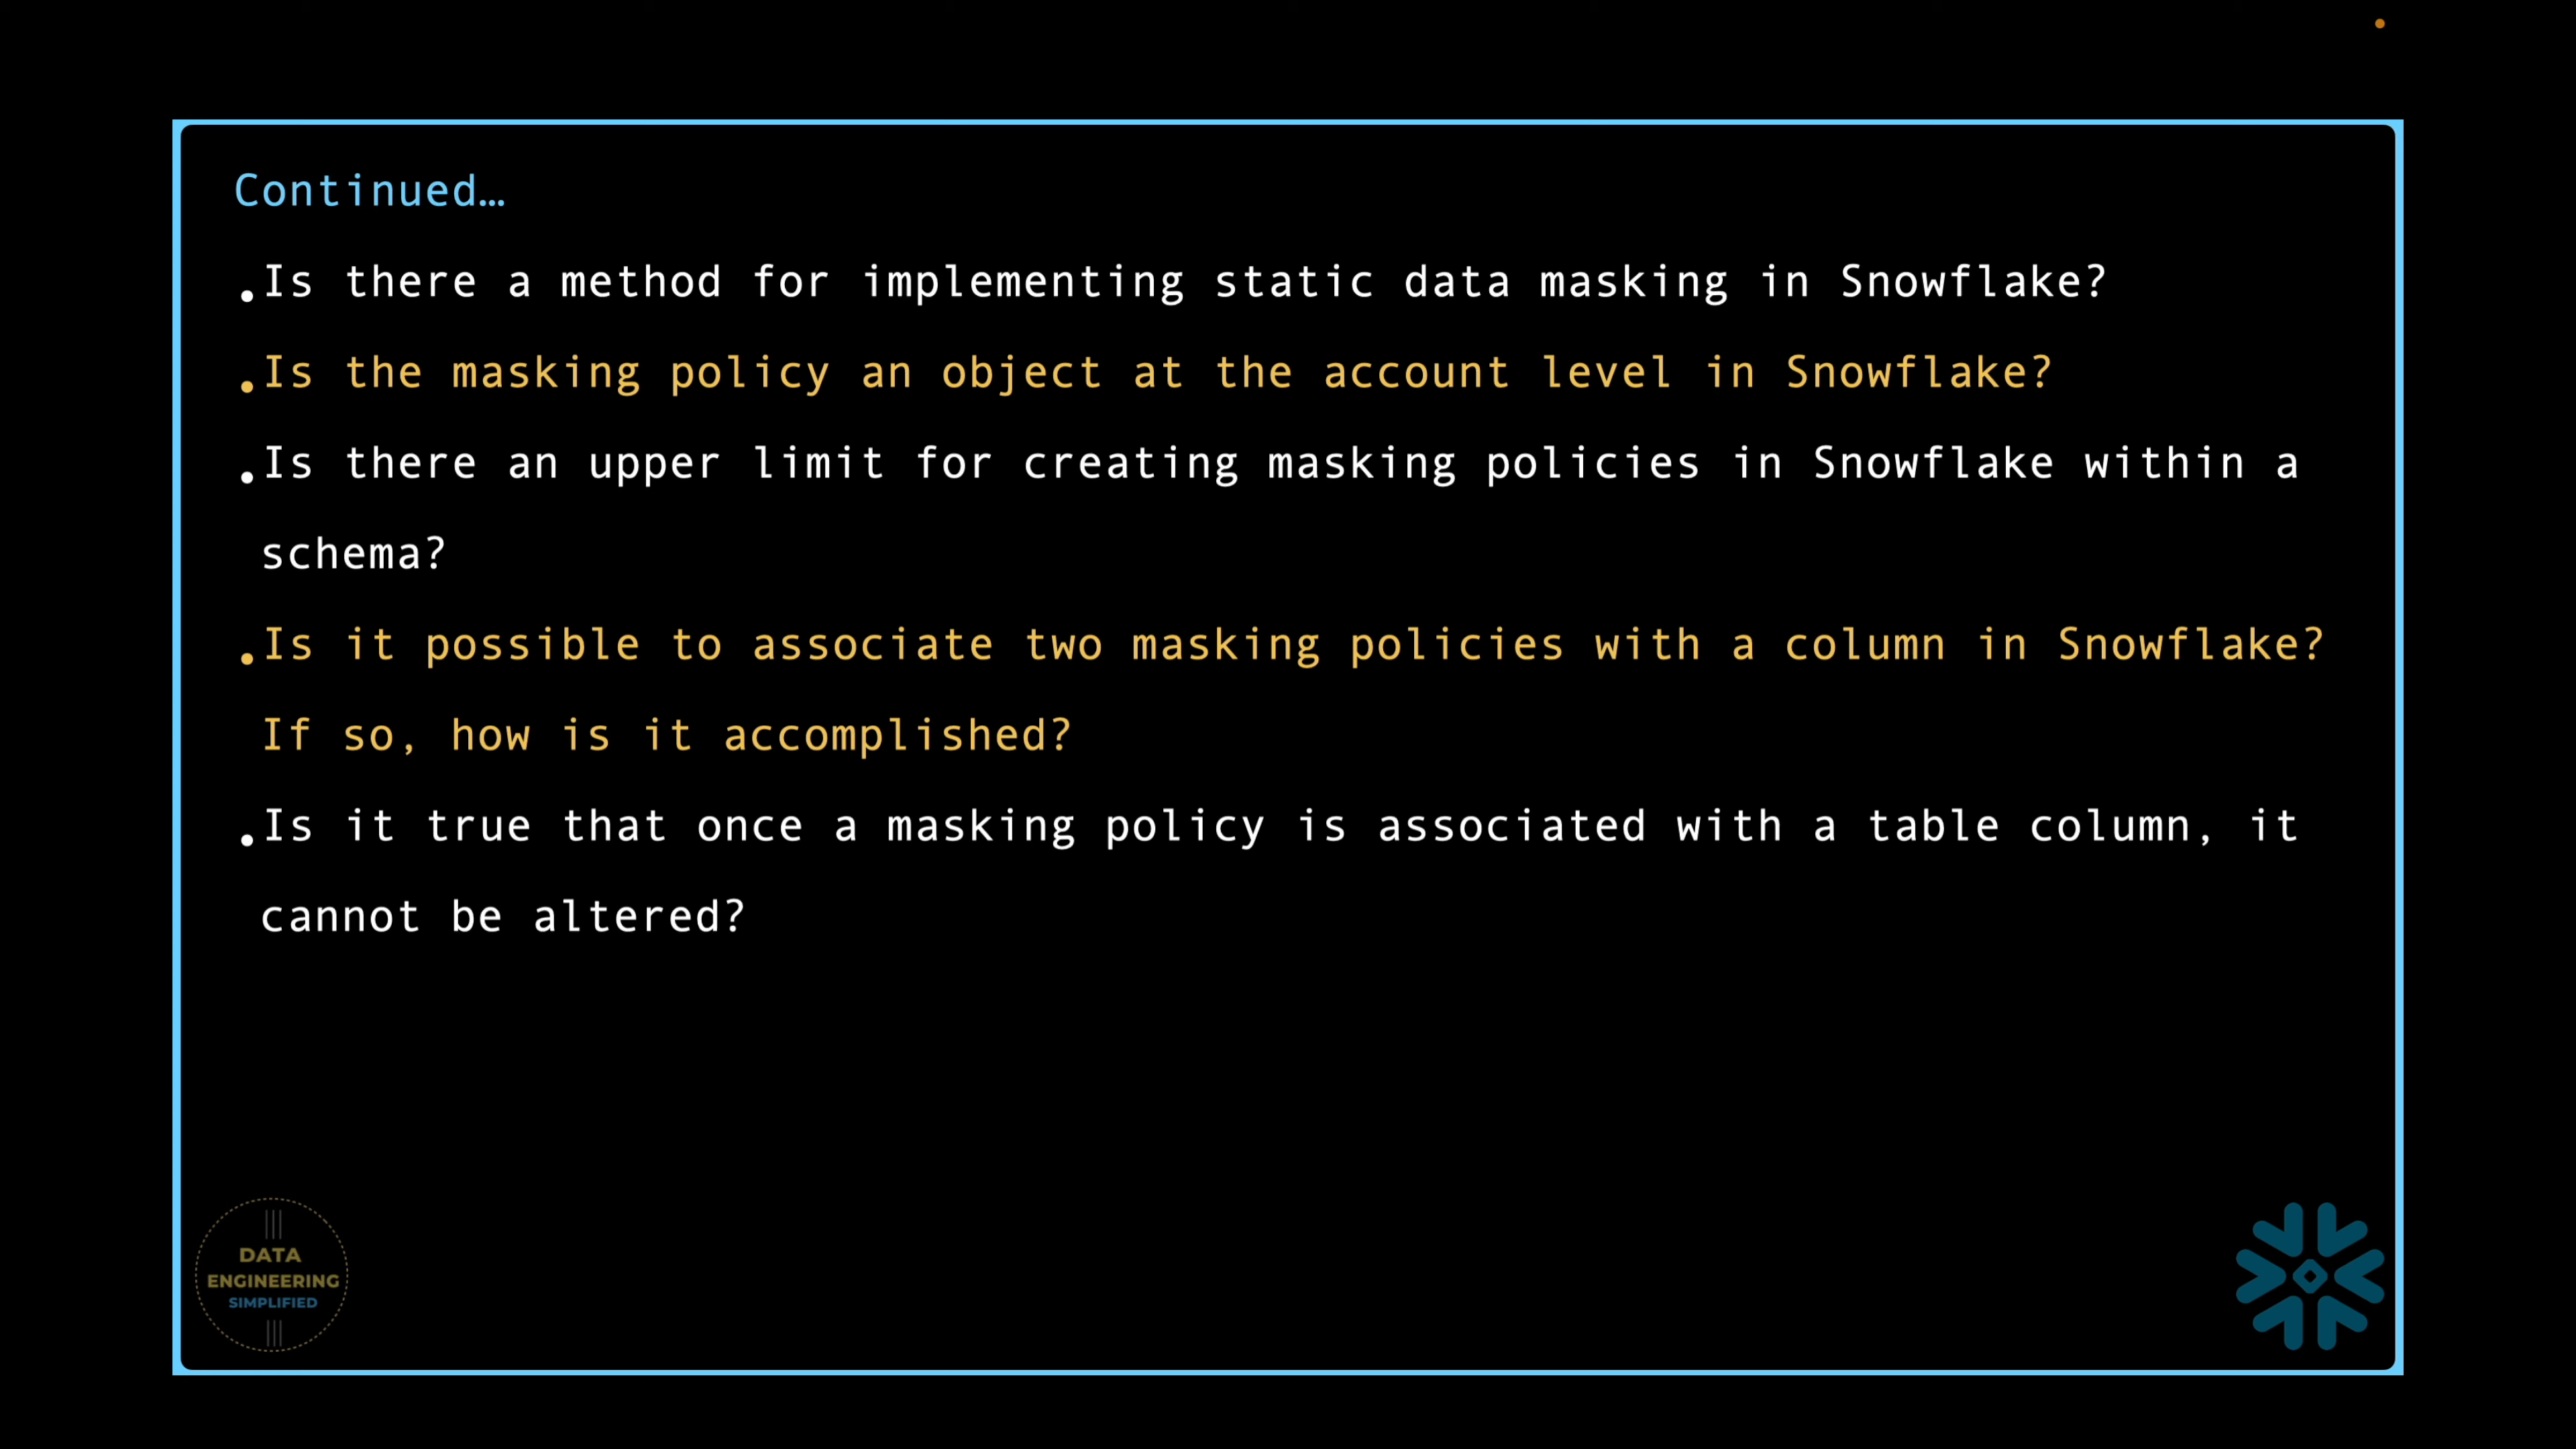 Continued…
•Is there a method for implementing static data masking in Snowflake?
•Is the masking policy an object at the account level in Snowflake?
•Is there an upper limit for creating masking policies in Snowflake within a
schema?
•Is it possible to associate two masking policies with a column in Snowflake?
If so, how is it accomplished?
•Is it true that once a masking policy is associated with a table column, it
cannot be altered?
DATA
ENGINEERING
SIMPLIFIED